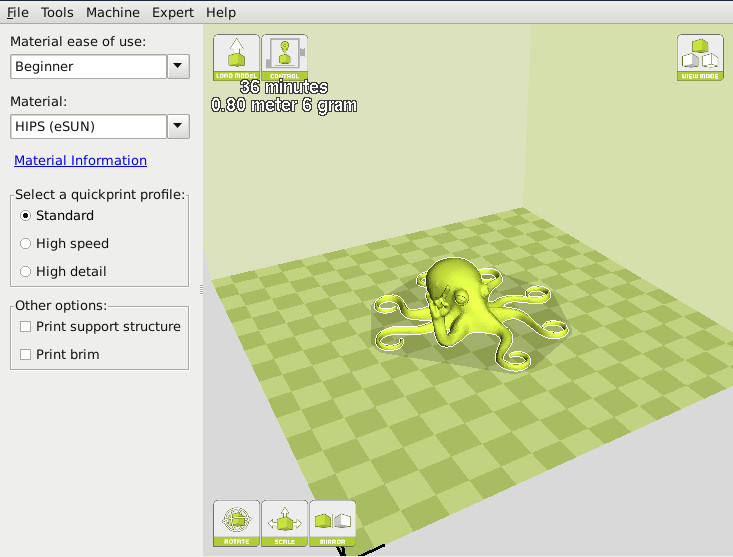 File Tools Machine Expert Help
Material ease of use:
Beginner
Material:
HIPS (eSUN)
Material Information
Select a quickprint profile:
Standard
High speed
High detail
Other options:
Print support structure
Print brim
LOAD MODEL CONTROL
36 minutes
0.80 meter 6 gram
VIEW MODE
ROTATE SCALE MIRROR